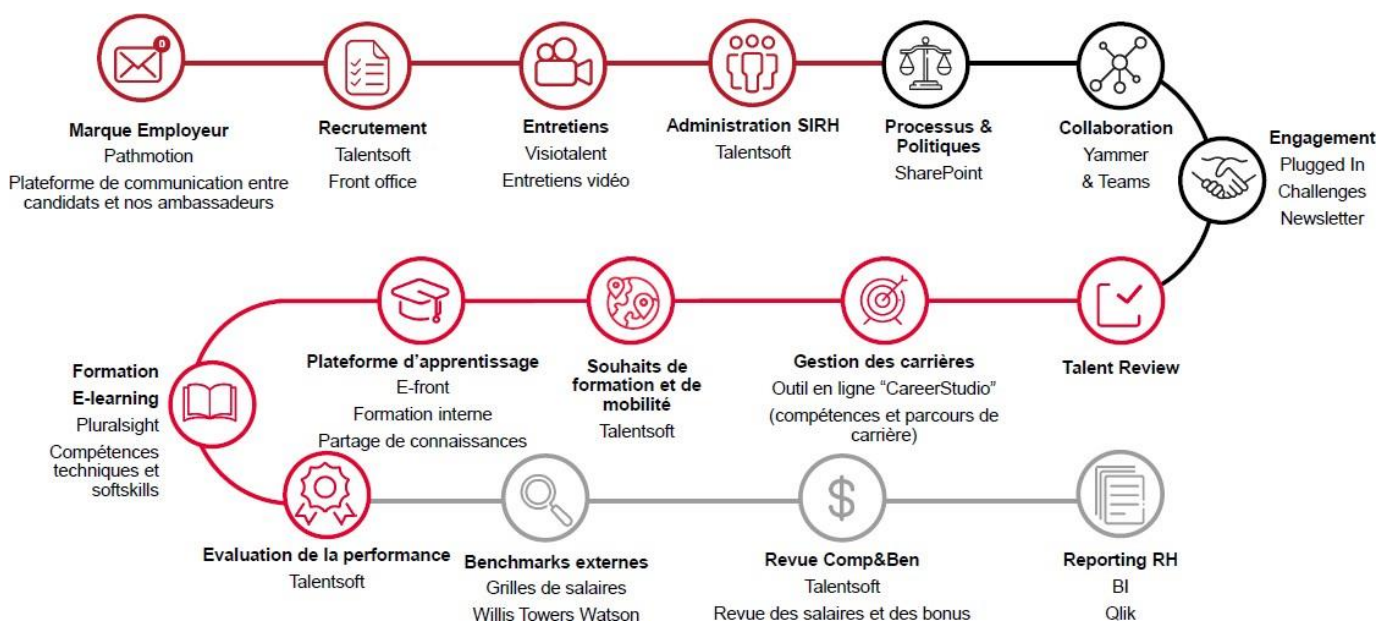 0
Marque Employeur
Pathmotion
Plateforme de communication entre
candidats et nos ambassadeurs
Recrutement
Talentsoft
Front office
Entretiens
Visiotalent
Entretiens vidéo
Administration SIRH
Talentsoft
Processus &
Politiques
SharePoint
Collaboration
Yammer
& Teams
Engagement
Plugged In
Challenges
Newsletter
Talent Review
Gestion des carrières
Outil en ligne “CareerStudio”
(compétences et parcours de
carrière)
Souhaits de
formation et de
mobilité
Talentsoft
Plateforme d’apprentissage
E-front
Formation interne
Partage de connaissances
Formation
E-learning
Pluralsight
Compétences
techniques et
softskills
Evaluation de la performance
Talentsoft
Benchmarks externes
Grilles de salaires
Willis Towers Watson
$
Revue Comp&Ben
Talentsoft
Revue des salaires et des bonus
Reporting RH
BI
Qlik